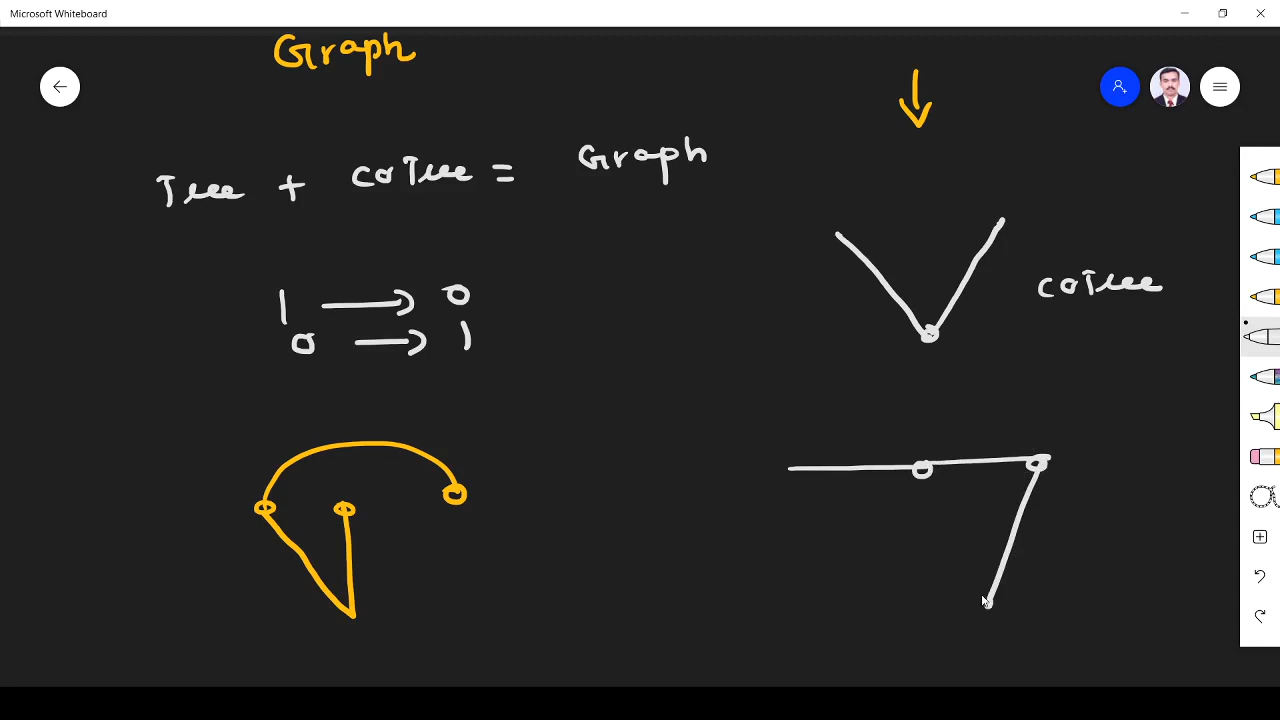 Microsoft Whiteboard
Graph
Tree + coTree = Graph
1 → 0
0 → 1
coTree